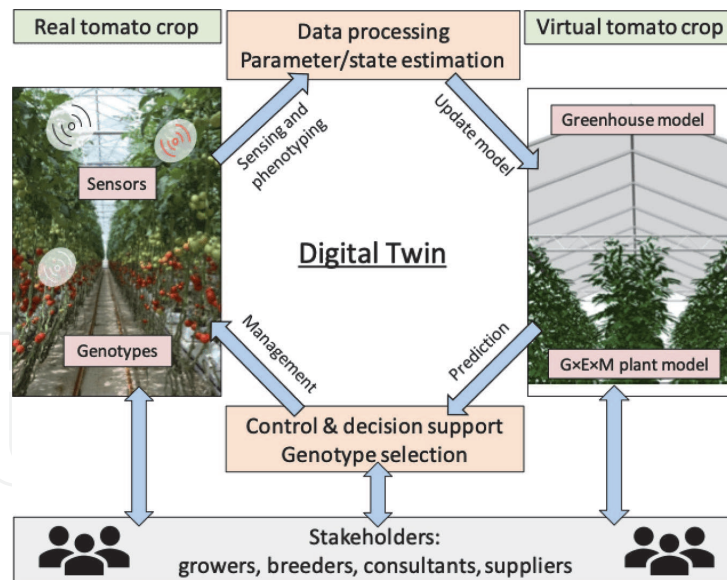 Real tomato crop
Data processing
Parameter/state estimation
Virtual tomato crop
Sensing and
phenotyping
Update model
Greenhouse model
Sensors
Digital Twin
Genotypes
Management
Prediction
G×E×M plant model
Control & decision support
Genotype selection
Stakeholders:
growers, breeders, consultants, suppliers